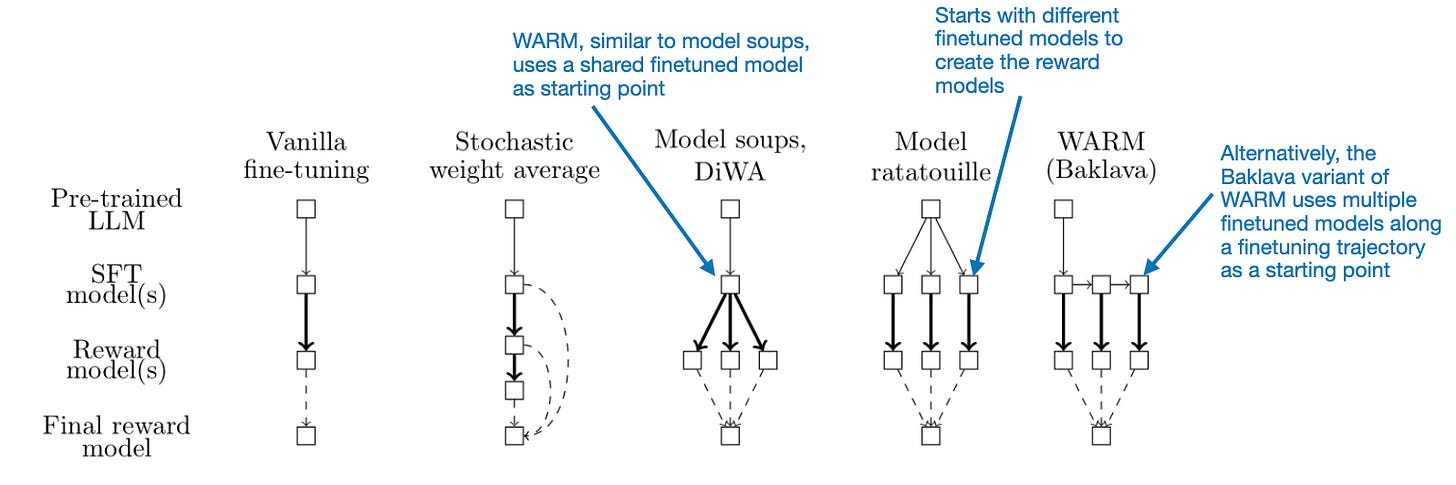 WARM, similar to model soups,
uses a shared finetuned model
as starting point
Starts with different
finetuned models to
create the reward
models
Vanilla
fine-tuning
Stochastic
weight average
Model soups,
DiWA
Model
ratatouille
WARM
(Baklava)
Alternatively, the
Baklava variant of
WARM uses multiple
finetuned models along
a finetuning trajectory
as a starting point
Pre-trained
LLM
SFT
model(s)
Reward
model(s)
Final reward
model